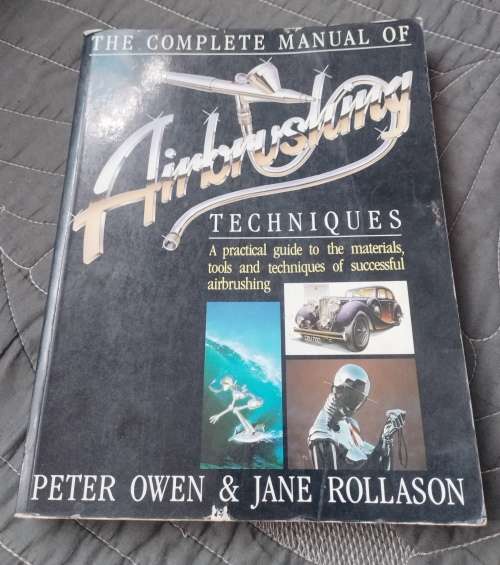 THE COMPLETE MANUAL OF
Airbrushing
TECHNIQUES
A practical guide to the materials,
tools and techniques of successful
airbrushing
PETER OWEN & JANE ROLLASON